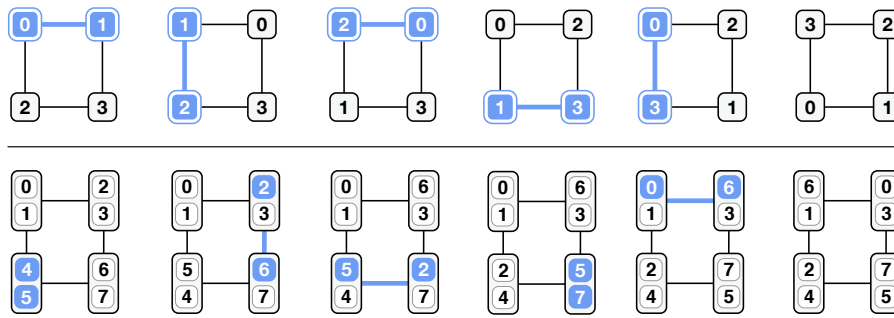 0 1 1 0 2 0 0 2 0 2 3 2
2 3 2 3 1 3 1 3 3 1 0 1
0 2 0 2 0 6 0 6 0 6 6 0
1 3 1 3 1 3 1 3 1 3 1 3
4 6 5 6 5 2 2 5 2 7 2 7
5 7 4 7 4 7 4 7 4 5 4 5